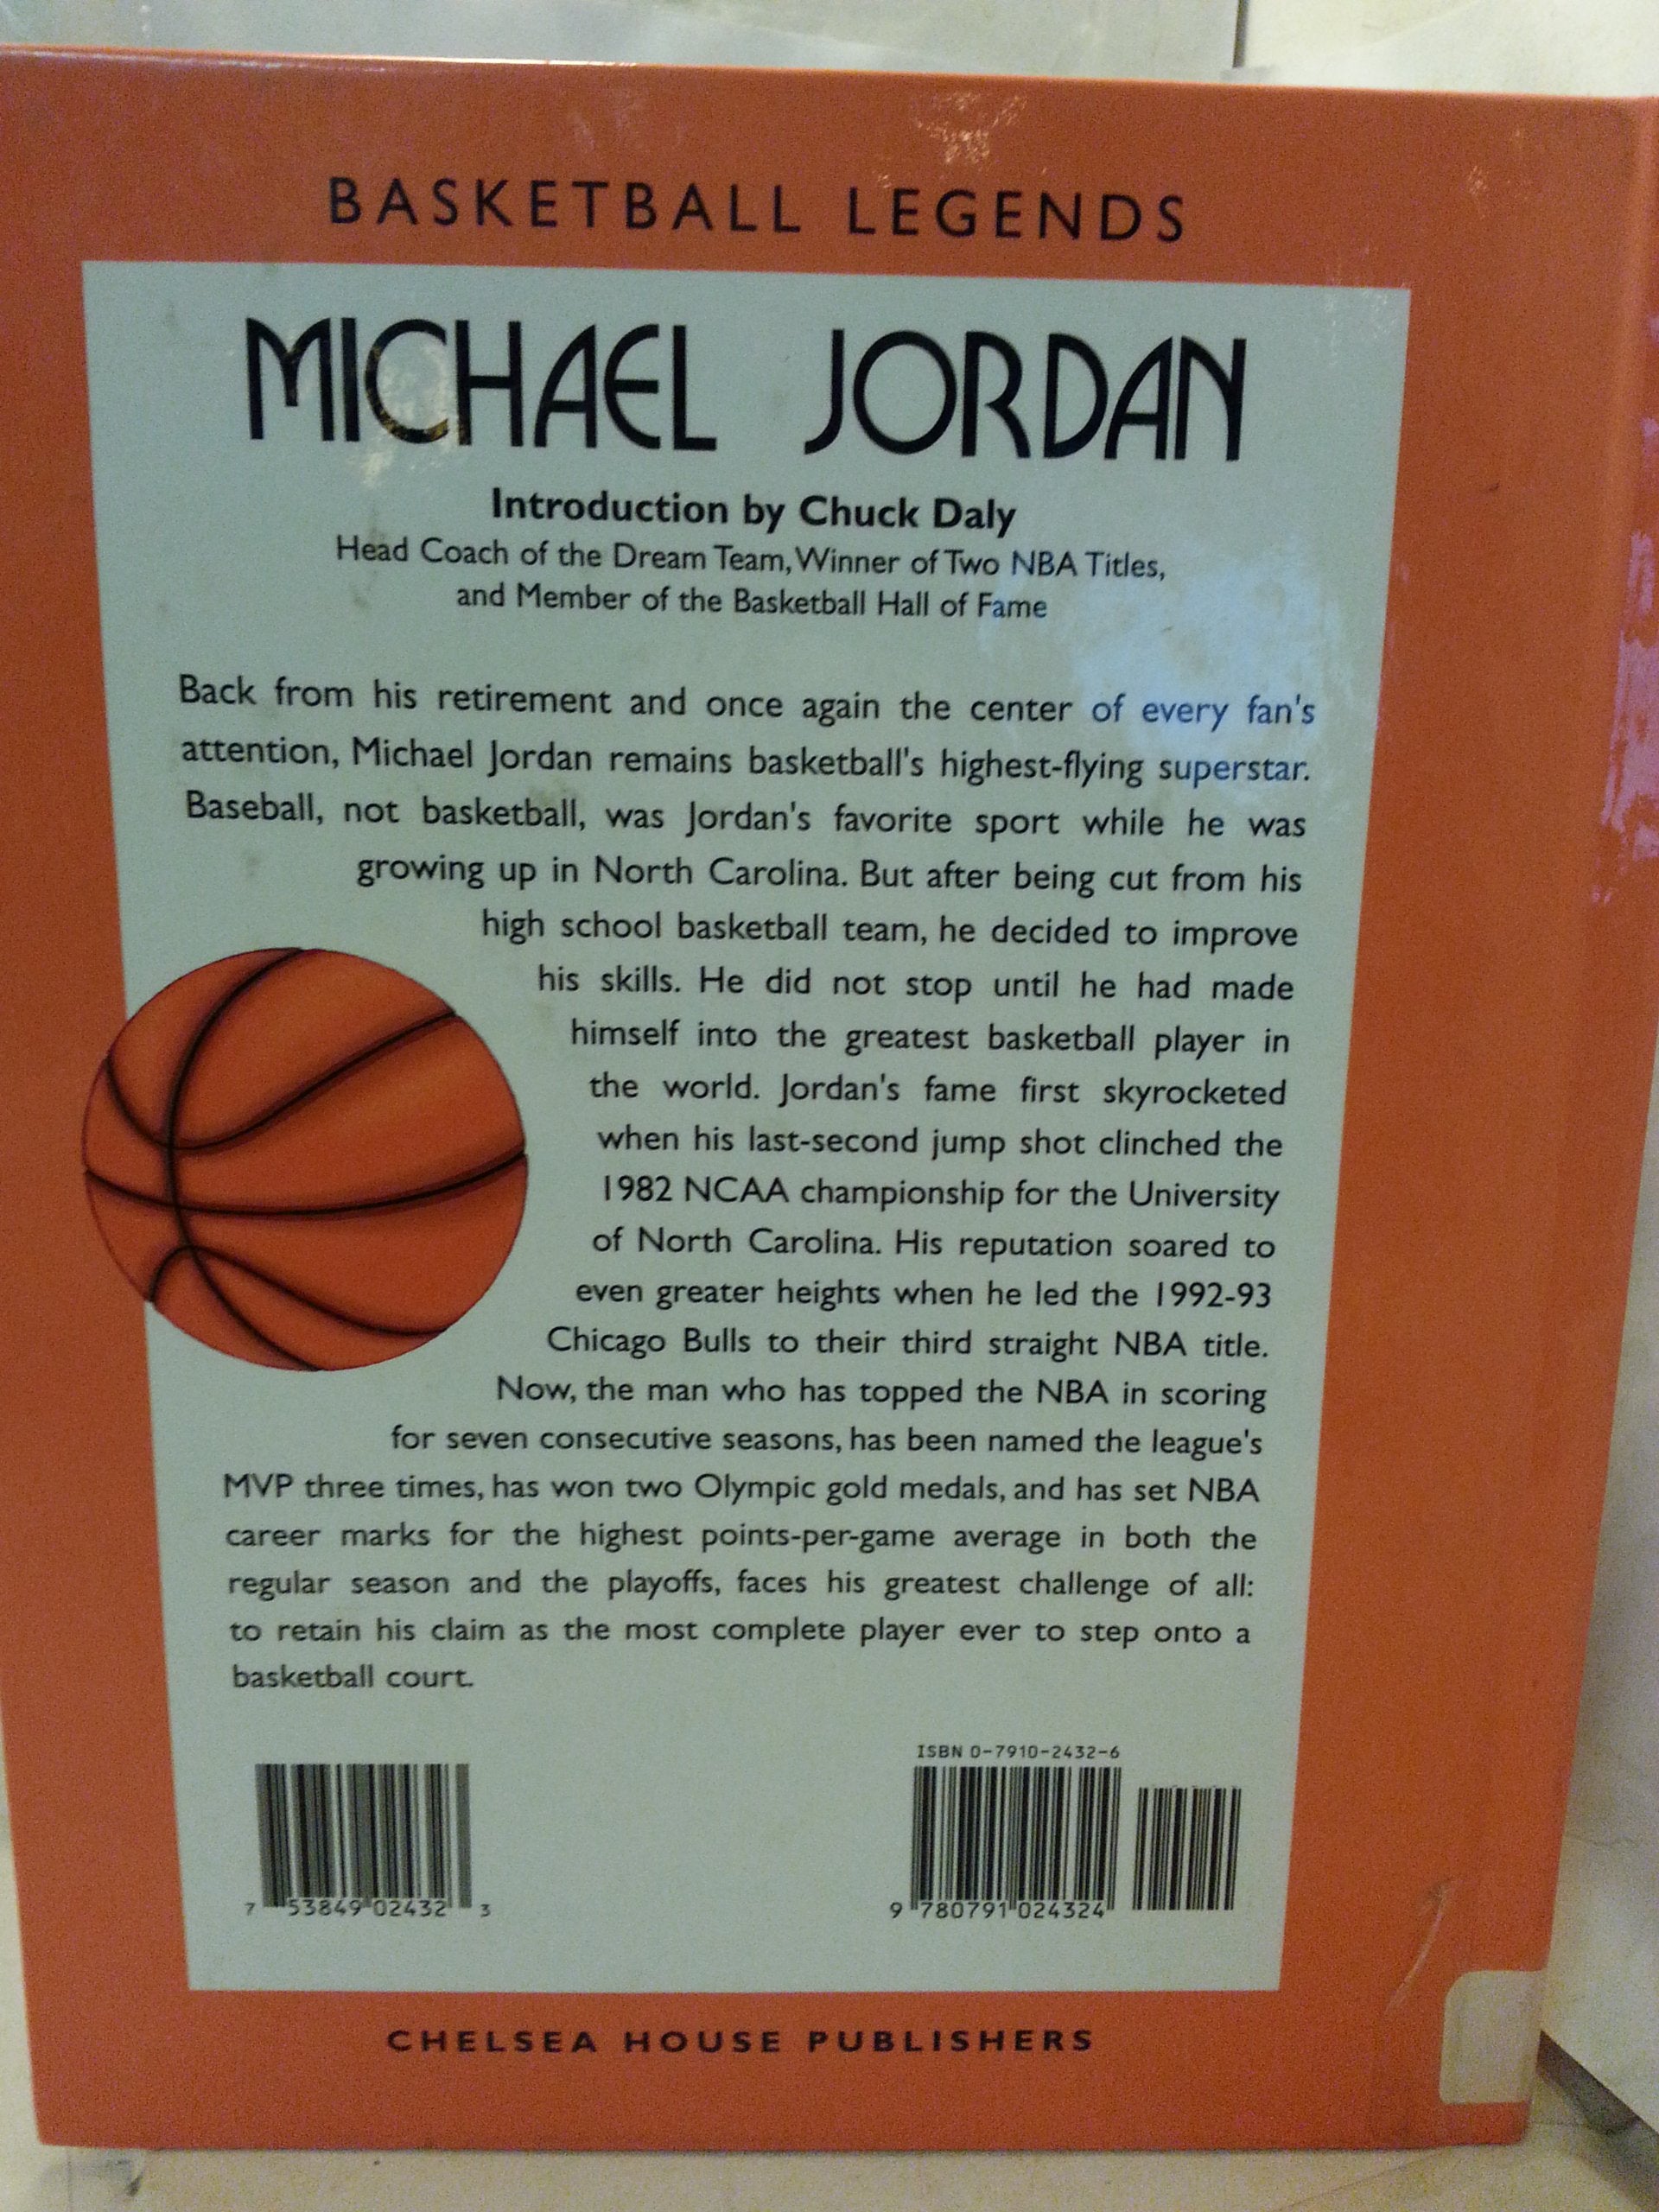 BASKETBALL LEGENDS
MICHAEL JORDAN
Introduction by Chuck Daly
Head Coach of the Dream Team, Winner of Two NBA Titles,
and Member of the Basketball Hall of Fame
Back from his retirement and once again the center of every fan's
attention, Michael Jordan remains basketball's highest-flying superstar.
Baseball, not basketball, was Jordan's favorite sport while he was
growing up in North Carolina. But after being cut from his
high school basketball team, he decided to improve
his skills. He did not stop until he had made
himself into the greatest basketball player in
the world. Jordan's fame first skyrocketed
when his last-second jump shot clinched the
1982 NCAA championship for the University
of North Carolina. His reputation soared to
even greater heights when he led the 1992-93
Chicago Bulls to their third straight NBA title.
Now, the man who has topped the NBA in scoring
for seven consecutive seasons, has been named the league's
MVP three times, has won two Olympic gold medals, and has set NBA
career marks for the highest points-per-game average in both the
regular season and the playoffs, faces his greatest challenge of all:
to retain his claim as the most complete player ever to step onto a
basketball court.
ISBN 0-7910-2432-6
7 53849 02432 3
9 780791 024324
CHELSEA HOUSE PUBLISHERS